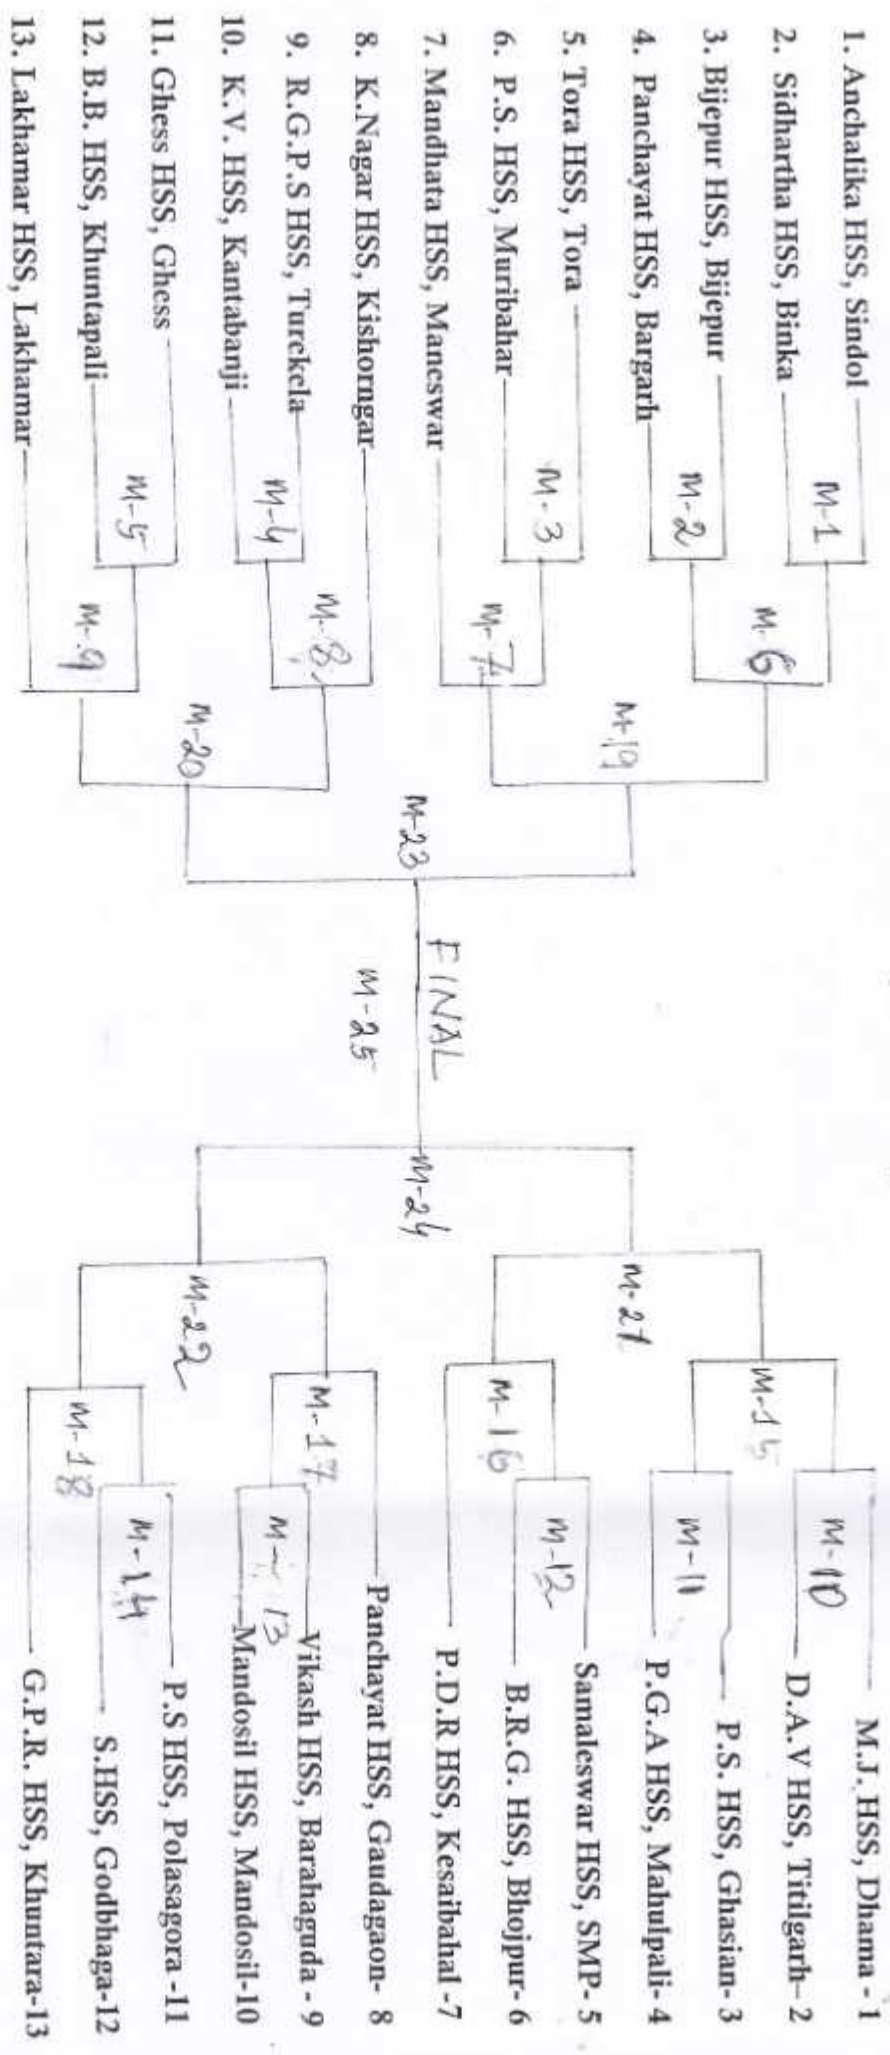 1. Anchalika HSS, Sindol
2. Sidhartha HSS, Binka
3. Bijepur HSS, Bijepur
4. Panchayat HSS, Bargarh
5. Tora HSS, Tora
6. P.S. HSS, Muribahar
7. Mandhata HSS, Maneswar
8. K.Nagar HSS, Kishorngar
9. R.G.P.S HSS, Turekela
10. K.V. HSS, Kantabanji
11. Ghess HSS, Ghess
12. B.B. HSS, Khuntapali
13. Lakhamar HSS, Lakhamar
M-1
M-2
M-3
M-4
M-5
M-6
M-7
M-8
M-9
M-19
M-20
M-23
FINAL
M-25
M-24
M-21
M-22
M-15
M-16
M-17
M-18
M-10
M-11
M-12
M-13
M-14
M.J. HSS, Dhama - 1
D.A.V HSS, Titilgarh-2
P.S. HSS, Ghasian-3
P.G.A HSS, Mahulpali-4
Samaleswar HSS, SMP- 5
B.R.G. HSS, Bhojpur- 6
P.D.R HSS, Kesaibahal -7
Panchayat HSS, Gaudagaon- 8
Vikash HSS, Barahaguda - 9
Mandosil HSS, Mandosil-10
P.S HSS, Polasagora -11
S.HSS, Godbhaga-12
G.P.R. HSS, Khuntara-13